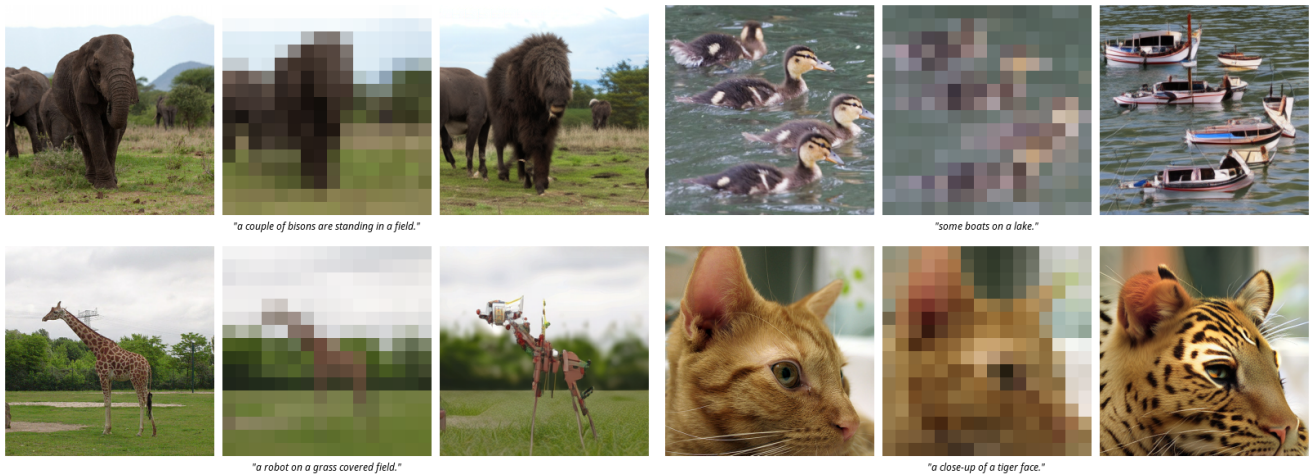 "a couple of bisons are standing in a field."
"some boats on a lake."
"a robot on a grass covered field."
"a close-up of a tiger face."